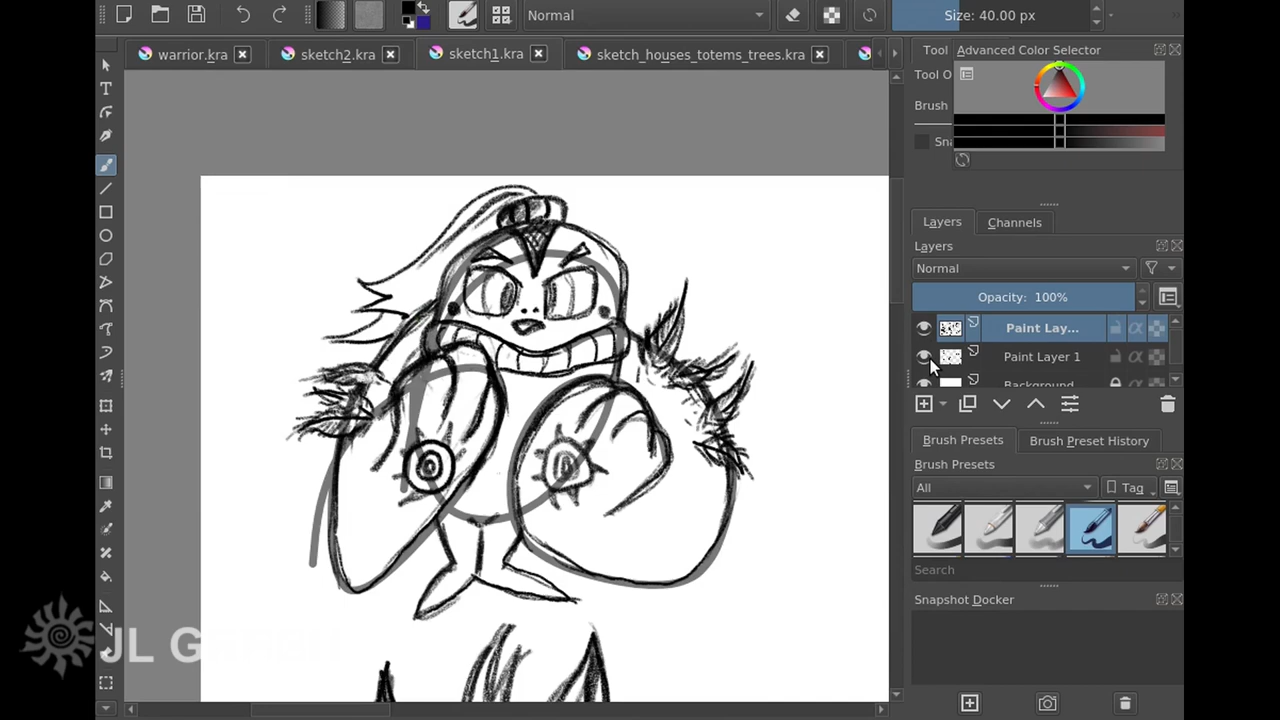 Normal
Size: 40.00 px
warrior.kra
sketch2.kra
sketch1.kra
sketch_houses_totems_trees.kra
Tool
Advanced Color Selector
Tool O
Brush
Sna
Layers
Channels
Layers
Normal
Opacity: 100%
Paint Lay...
Paint Layer 1
Background
Brush Presets
Brush Preset History
Brush Presets
All
Tag
Search
Snapshot Docker
JL G